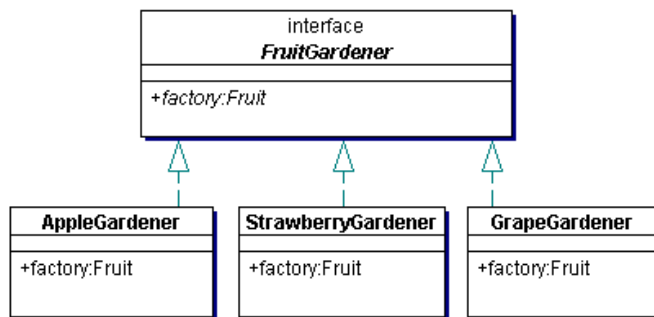 interface
FruitGardener
+factory:Fruit
AppleGardener
+factory:Fruit
StrawberryGardener
+factory:Fruit
GrapeGardener
+factory:Fruit